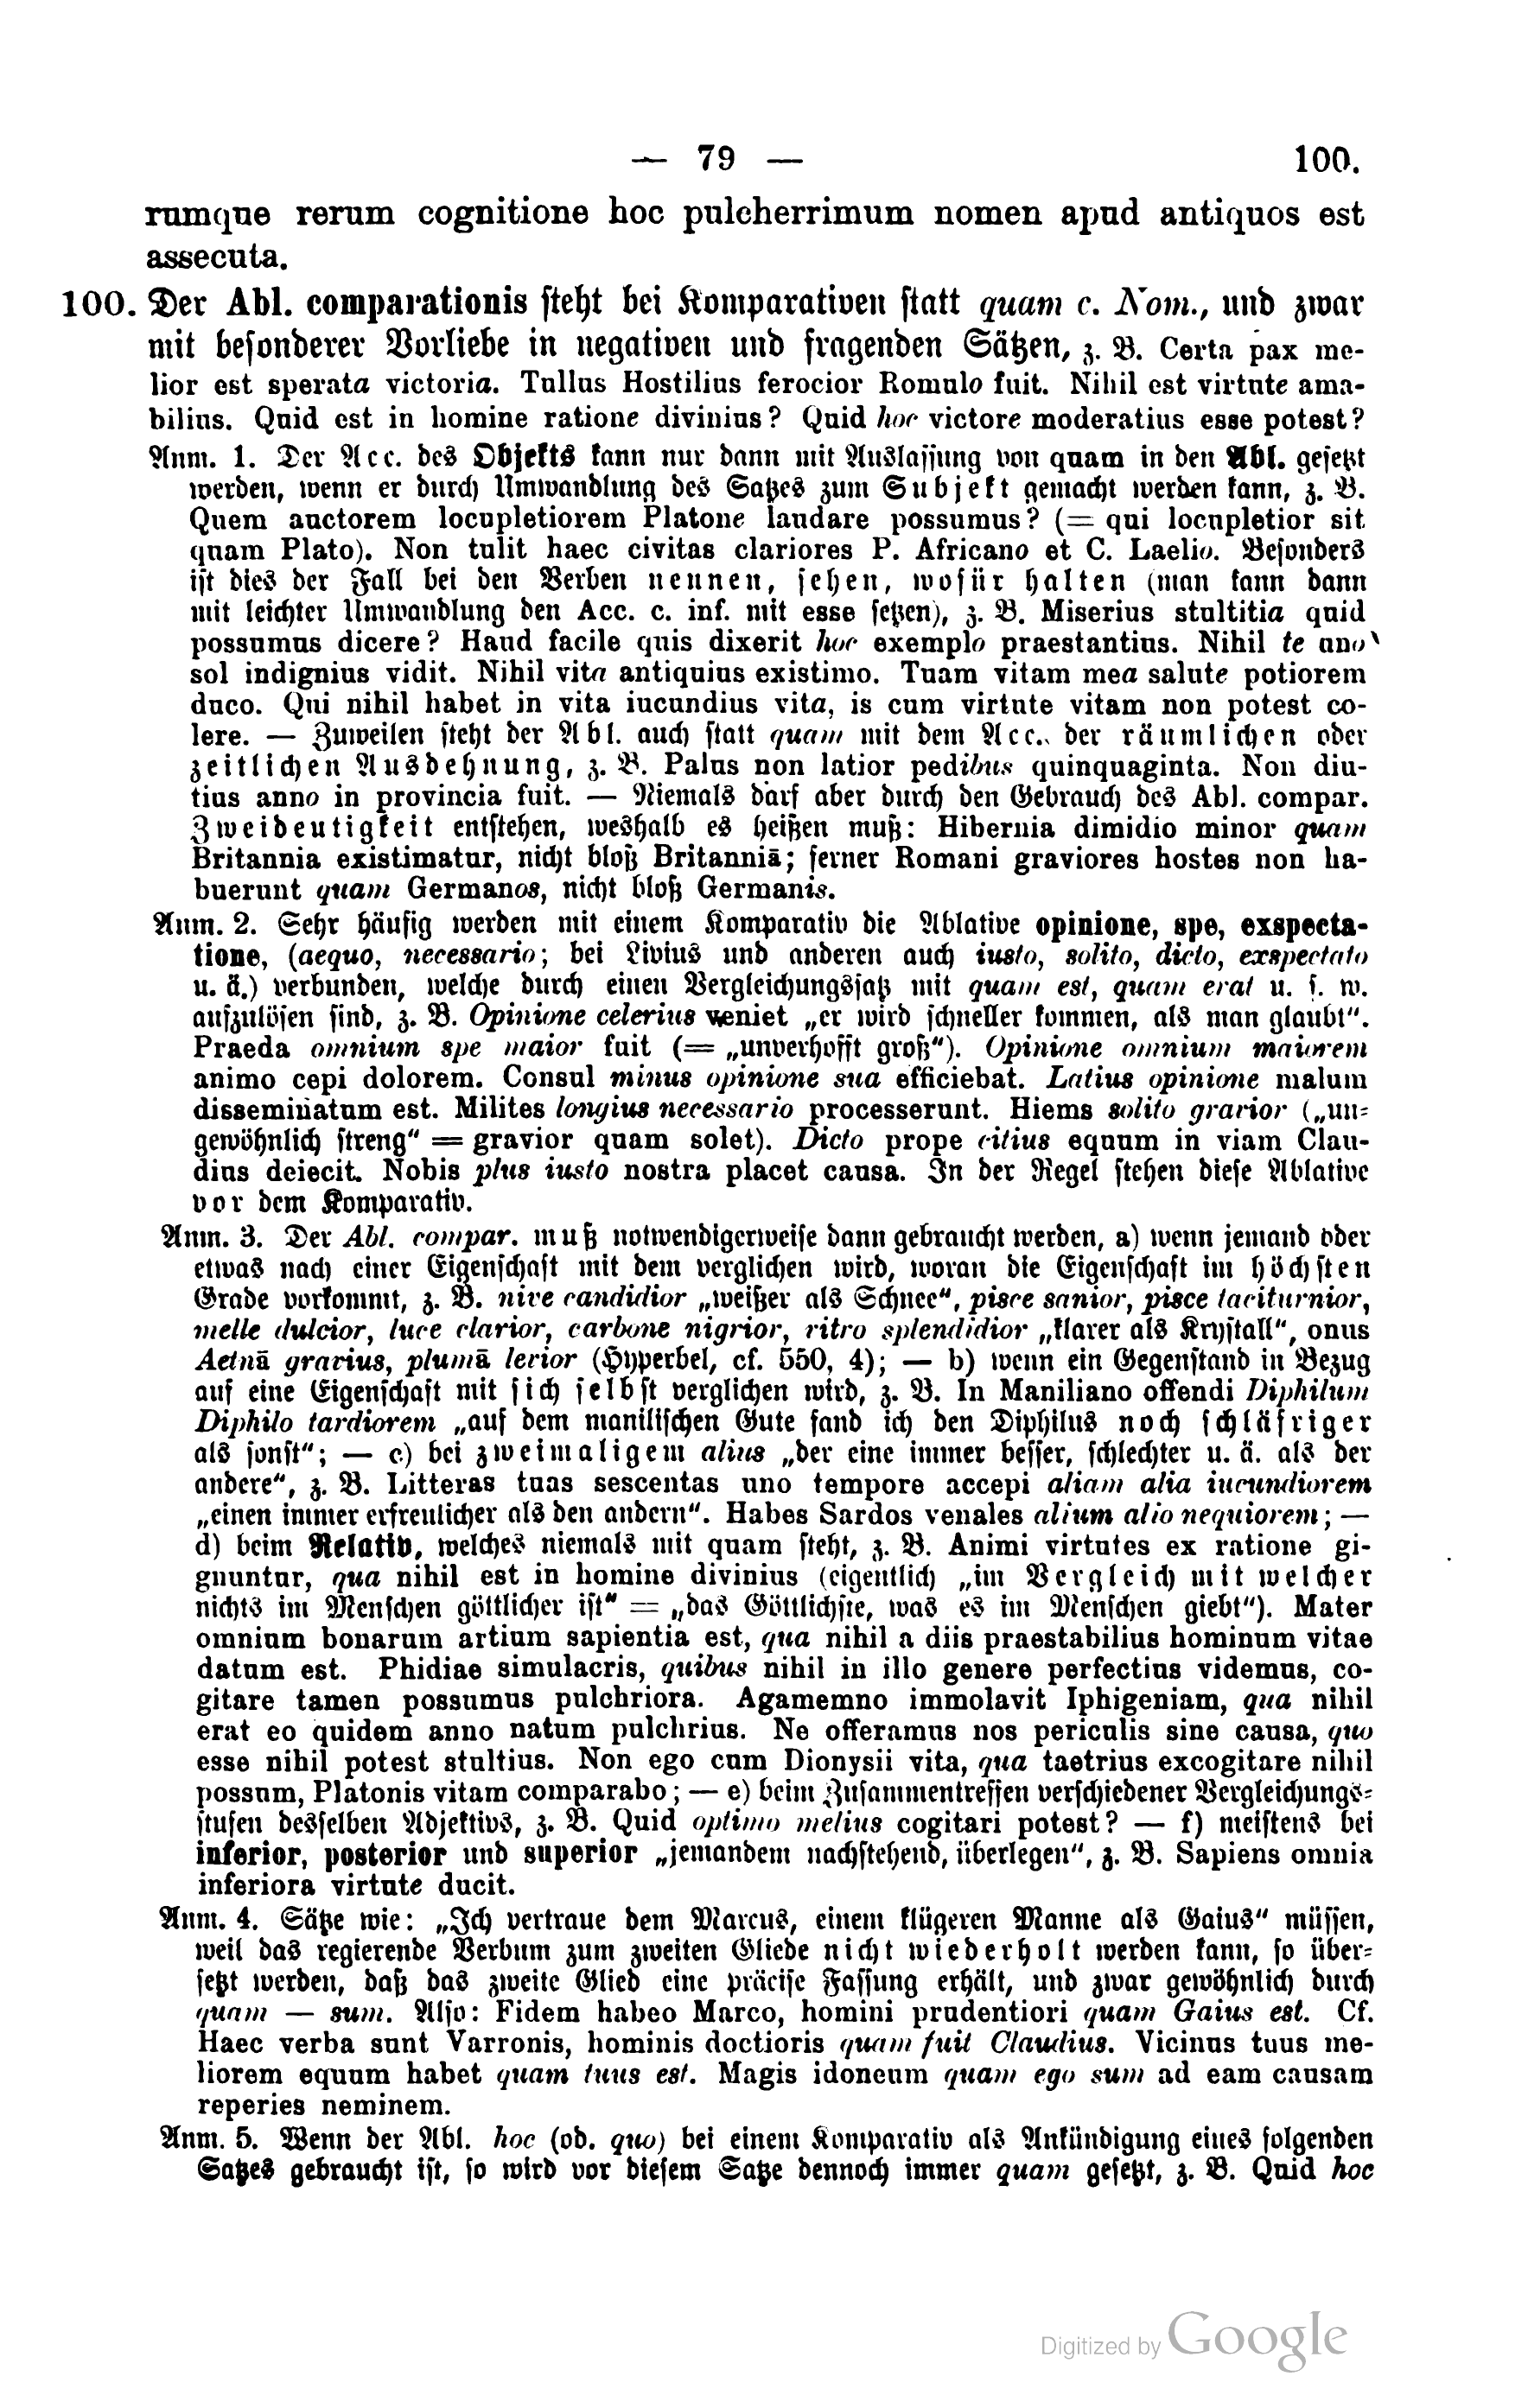 — 79 — 100.
rumque rerum cognitione hoc pulcherrimum nomen apud antiquos est
assecuta.
100. Der Abl. comparationis steht bei Komparativen statt quam c. Nom., und zwar
mit besonderer Vorliebe in negativen und fragenden Sätzen, z. B. Certa pax me-
lior est sperata victoria. Tullus Hostilius ferocior Romulo fuit. Nihil est virtute ama-
bilius. Quid est in homine ratione divinius? Quid hoc victore moderatius esse potest?
Anm. 1. Der Acc. des Objekts kann nur dann mit Auslassung von quam in den Abl. gesetzt
werden, wenn er durch Umwandlung des Satzes zum Subjekt gemacht werden kann, z. B.
Quem auctorem locupletiorem Platone laudare possumus? (= qui locupletior sit
quam Plato). Non tulit haec civitas clariores P. Africano et C. Laelio. Besonders
ist dies der Fall bei den Verben nennen, sehen, wofür halten (man kann dann
mit leichter Umwandlung den Acc. c. inf. mit esse setzen), z. B. Miserius stultitia quid
possumus dicere? Haud facile quis dixerit hoc exemplo praestantius. Nihil te uno
sol indignius vidit. Nihil vita antiquius existimo. Tuam vitam mea salute potiorem
duco. Qui nihil habet in vita iucundius vita, is cum virtute vitam non potest co-
lere. — Zuweilen steht der Abl. auch statt quam mit dem Acc. der räumlichen oder
zeitlichen Ausdehnung, z. B. Palus non latior pedibus quinquaginta. Non diu-
tius anno in provincia fuit. — Niemals darf aber durch den Gebrauch des Abl. compar.
Zweideutigkeit entstehen, weshalb es heißen muß: Hibernia dimidio minor quam
Britannia existimatur, nicht bloß Britanniā; ferner Romani graviores hostes non ha-
buerunt quam Germanos, nicht bloß Germanis.
Anm. 2. Sehr häufig werden mit einem Komparativ die Ablative opinione, spe, exspecta-
tione, (aequo, necessario; bei Livius und anderen auch iusto, solito, dicto, exspectato
u. ä.) verbunden, welche durch einen Vergleichungssatz mit quam est, quam erat u. s. w.
aufzulösen sind, z. B. Opinione celerius veniet „er wird schneller kommen, als man glaubt“.
Praeda omnium spe maior fuit (= „unverhofft groß“). Opinione omnium maiorem
animo cepi dolorem. Consul minus opinione sua efficiebat. Latius opinione malum
disseminatum est. Milites longius necessario processerunt. Hiems solito gravior („un-
gewöhnlich streng“ = gravior quam solet). Dicto prope citius equum in viam Clau-
dius deiecit. Nobis plus iusto nostra placet causa. In der Regel stehen diese Ablative
vor dem Komparativ.
Anm. 3. Der Abl. compar. muß notwendigerweise dann gebraucht werden, a) wenn jemand oder
etwas nach einer Eigenschaft mit dem verglichen wird, woran die Eigenschaft im höchsten
Grade vorkommt, z. B. nive candidior „weißer als Schnee“, pisce sanior, pisce taciturnior,
melle dulcior, luce clarior, carbone nigrior, vitro splendidior „klarer als Krystall“, onus
Aetnā gravius, plumā levior (Hyperbel, cf. 550, 4); — b) wenn ein Gegenstand in Bezug
auf eine Eigenschaft mit sich selbst verglichen wird, z. B. In Maniliano offendi Diphilum
Diphilo tardiorem „auf dem manilischen Gute fand ich den Diphilus noch schläfriger
als sonst“; — c) bei zweimaligem alius „der eine immer besser, schlechter u. ä. als der
andere“, z. B. Litteras tuas sescentas uno tempore accepi aliam alia iucundiorem
„einen immer erfreulicher als den andern“. Habes Sardos venales alium alio nequiorem; —
d) beim Relativ, welches niemals mit quam steht, z. B. Animi virtutes ex ratione gi-
gnuntur, qua nihil est in homine divinius (eigentlich „im Vergleich mit welcher
nichts im Menschen göttlicher ist“ = „das Göttlichste, was es im Menschen giebt“). Mater
omnium bonarum artium sapientia est, qua nihil a diis praestabilius hominum vitae
datum est. Phidiae simulacris, quibus nihil in illo genere perfectius videmus, co-
gitare tamen possumus pulchriora. Agamemno immolavit Iphigeniam, qua nihil
erat eo quidem anno natum pulchrius. Ne offeramus nos periculis sine causa, quo
esse nihil potest stultius. Non ego cum Dionysii vita, qua taetrius excogitare nihil
possum, Platonis vitam comparabo; — e) beim Zusammentreffen verschiedener Vergleichungs-
stufen desselben Adjektivs, z. B. Quid optimo melius cogitari potest? — f) meistens bei
inferior, posterior und superior „jemandem nachstehend, überlegen“, z. B. Sapiens omnia
inferiora virtute ducit.
Anm. 4. Sätze wie: „Ich vertraue dem Marcus, einem klügeren Manne als Gaius“ müssen,
weil das regierende Verbum zum zweiten Gliede nicht wiederholt werden kann, so über-
setzt werden, daß das zweite Glied eine präcise Fassung erhält, und zwar gewöhnlich durch
quam — sum. Also: Fidem habeo Marco, homini prudentiori quam Gaius est. Cf.
Haec verba sunt Varronis, hominis doctioris quam fuit Claudius. Vicinus tuus me-
liorem equum habet quam tuus est. Magis idoneum quam ego sum ad eam causam
reperies neminem.
Anm. 5. Wenn der Abl. hoc (od. quo) bei einem Komparativ als Ankündigung eines folgenden
Satzes gebraucht ist, so wird vor diesem Satze dennoch immer quam gesetzt, z. B. Quid hoc
Digitized by Google